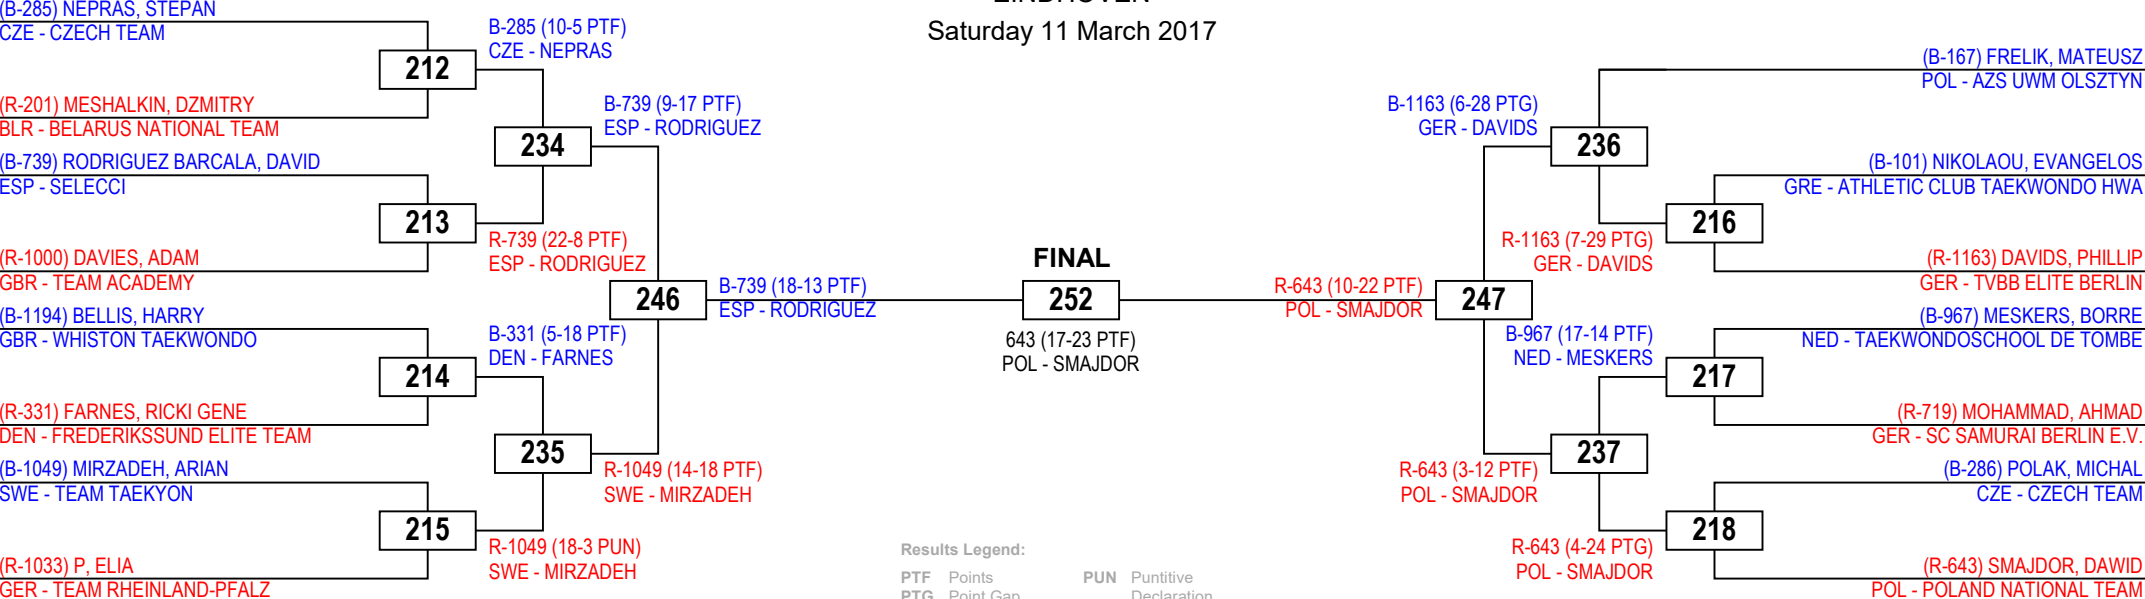 EINDHOVEN
Saturday 11 March 2017
(B-285) NEPRAS, STEPAN
CZE - CZECH TEAM
212
(R-201) MESHALKIN, DZMITRY
BLR - BELARUS NATIONAL TEAM
(B-739) RODRIGUEZ BARCALA, DAVID
ESP - SELECCI
213
(R-1000) DAVIES, ADAM
GBR - TEAM ACADEMY
(B-1194) BELLIS, HARRY
GBR - WHISTON TAEKWONDO
214
(R-331) FARNES, RICKI GENE
DEN - FREDERIKSSUND ELITE TEAM
(B-1049) MIRZADEH, ARIAN
SWE - TEAM TAEKYON
215
(R-1033) P, ELIA
GER - TEAM RHEINLAND-PFALZ
B-285 (10-5 PTF)
CZE - NEPRAS
234
R-739 (22-8 PTF)
ESP - RODRIGUEZ
B-331 (5-18 PTF)
DEN - FARNES
235
R-1049 (18-3 PUN)
SWE - MIRZADEH
B-739 (9-17 PTF)
ESP - RODRIGUEZ
246
R-1049 (14-18 PTF)
SWE - MIRZADEH
B-739 (18-13 PTF)
ESP - RODRIGUEZ
FINAL
252
643 (17-23 PTF)
POL - SMAJDOR
R-643 (10-22 PTF)
POL - SMAJDOR
247
B-1163 (6-28 PTG)
GER - DAVIDS
236
R-1163 (7-29 PTG)
GER - DAVIDS
B-967 (17-14 PTF)
NED - MESKERS
R-643 (3-12 PTF)
POL - SMAJDOR
237
R-643 (4-24 PTG)
POL - SMAJDOR
(B-167) FRELIK, MATEUSZ
POL - AZS UWM OLSZTYN
(B-101) NIKOLAOU, EVANGELOS
GRE - ATHLETIC CLUB TAEKWONDO HWA
216
(R-1163) DAVIDS, PHILLIP
GER - TVBB ELITE BERLIN
(B-967) MESKERS, BORRE
NED - TAEKWONDOSCHOOL DE TOMBE
217
(R-719) MOHAMMAD, AHMAD
GER - SC SAMURAI BERLIN E.V.
(B-286) POLAK, MICHAL
CZE - CZECH TEAM
218
(R-643) SMAJDOR, DAWID
POL - POLAND NATIONAL TEAM
Results Legend:
PTF Points PUN Puntitive
PTG Point Gap Declaration